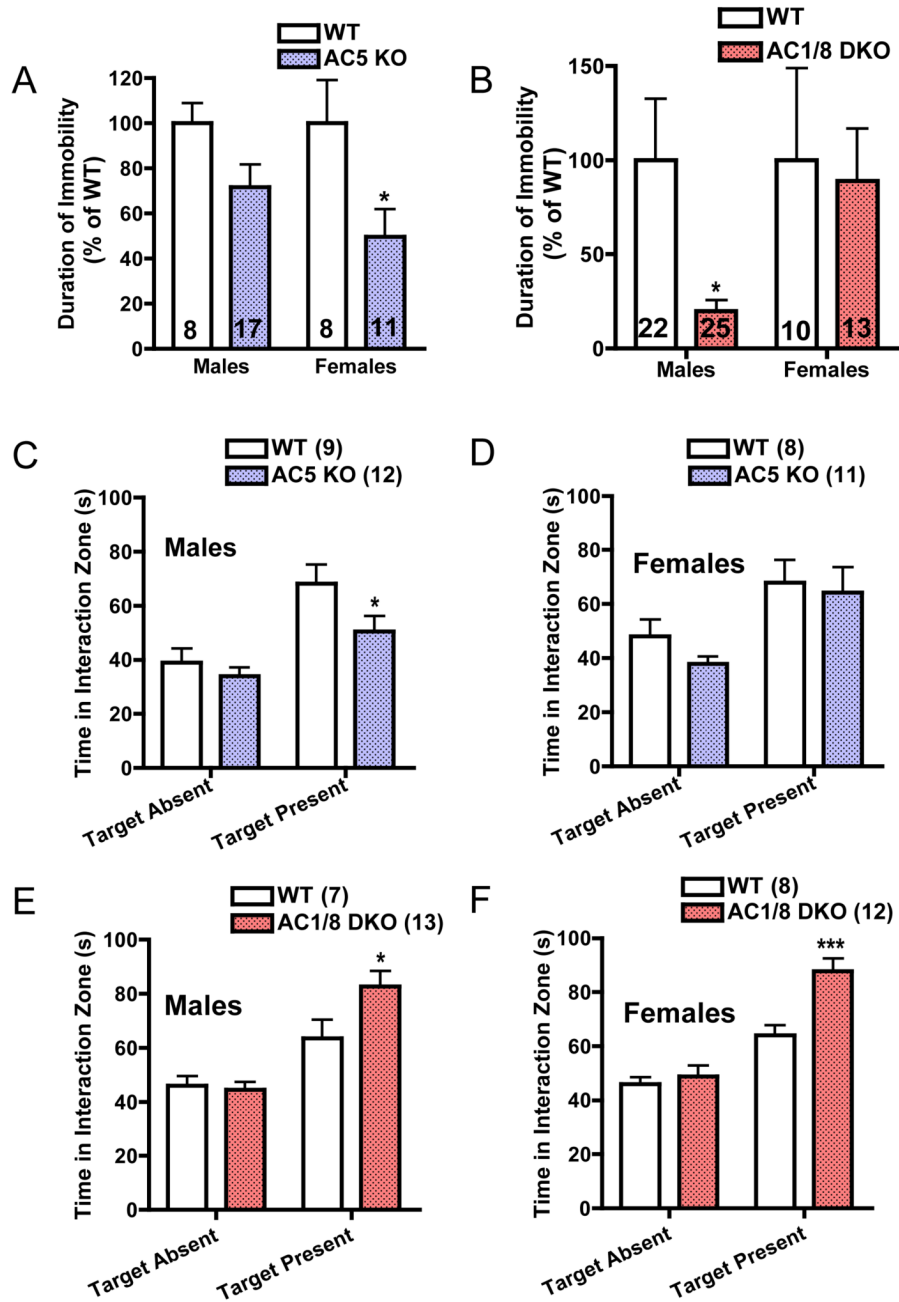 A
WT
AC5 KO
Duration of Immobility
(% of WT)
120
100
80
60
40
20
0
*
8
17
8
11
Males
Females
B
WT
AC1/8 DKO
Duration of Immobility
(% of WT)
150
100
50
0
*
22
25
10
13
Males
Females
C
WT (9)
AC5 KO (12)
Time in Interaction Zone (s)
100
80
60
40
20
0
Males
*
Target Absent
Target Present
D
WT (8)
AC5 KO (11)
Time in Interaction Zone (s)
100
80
60
40
20
0
Females
Target Absent
Target Present
E
WT (7)
AC1/8 DKO (13)
Time in Interaction Zone (s)
100
80
60
40
20
0
Males
*
Target Absent
Target Present
F
WT (8)
AC1/8 DKO (12)
Time in Interaction Zone (s)
100
80
60
40
20
0
Females
***
Target Absent
Target Present